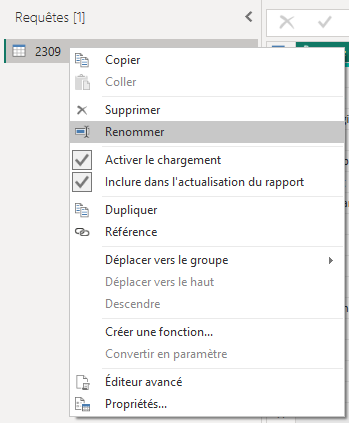 Requêtes [1]
2309
Copier
Coller
Supprimer
Renommer
Activer le chargement
Inclure dans l'actualisation du rapport
Dupliquer
Référence
Déplacer vers le groupe
Déplacer vers le haut
Descendre
Créer une fonction...
Convertir en paramètre
Éditeur avancé
Propriétés...